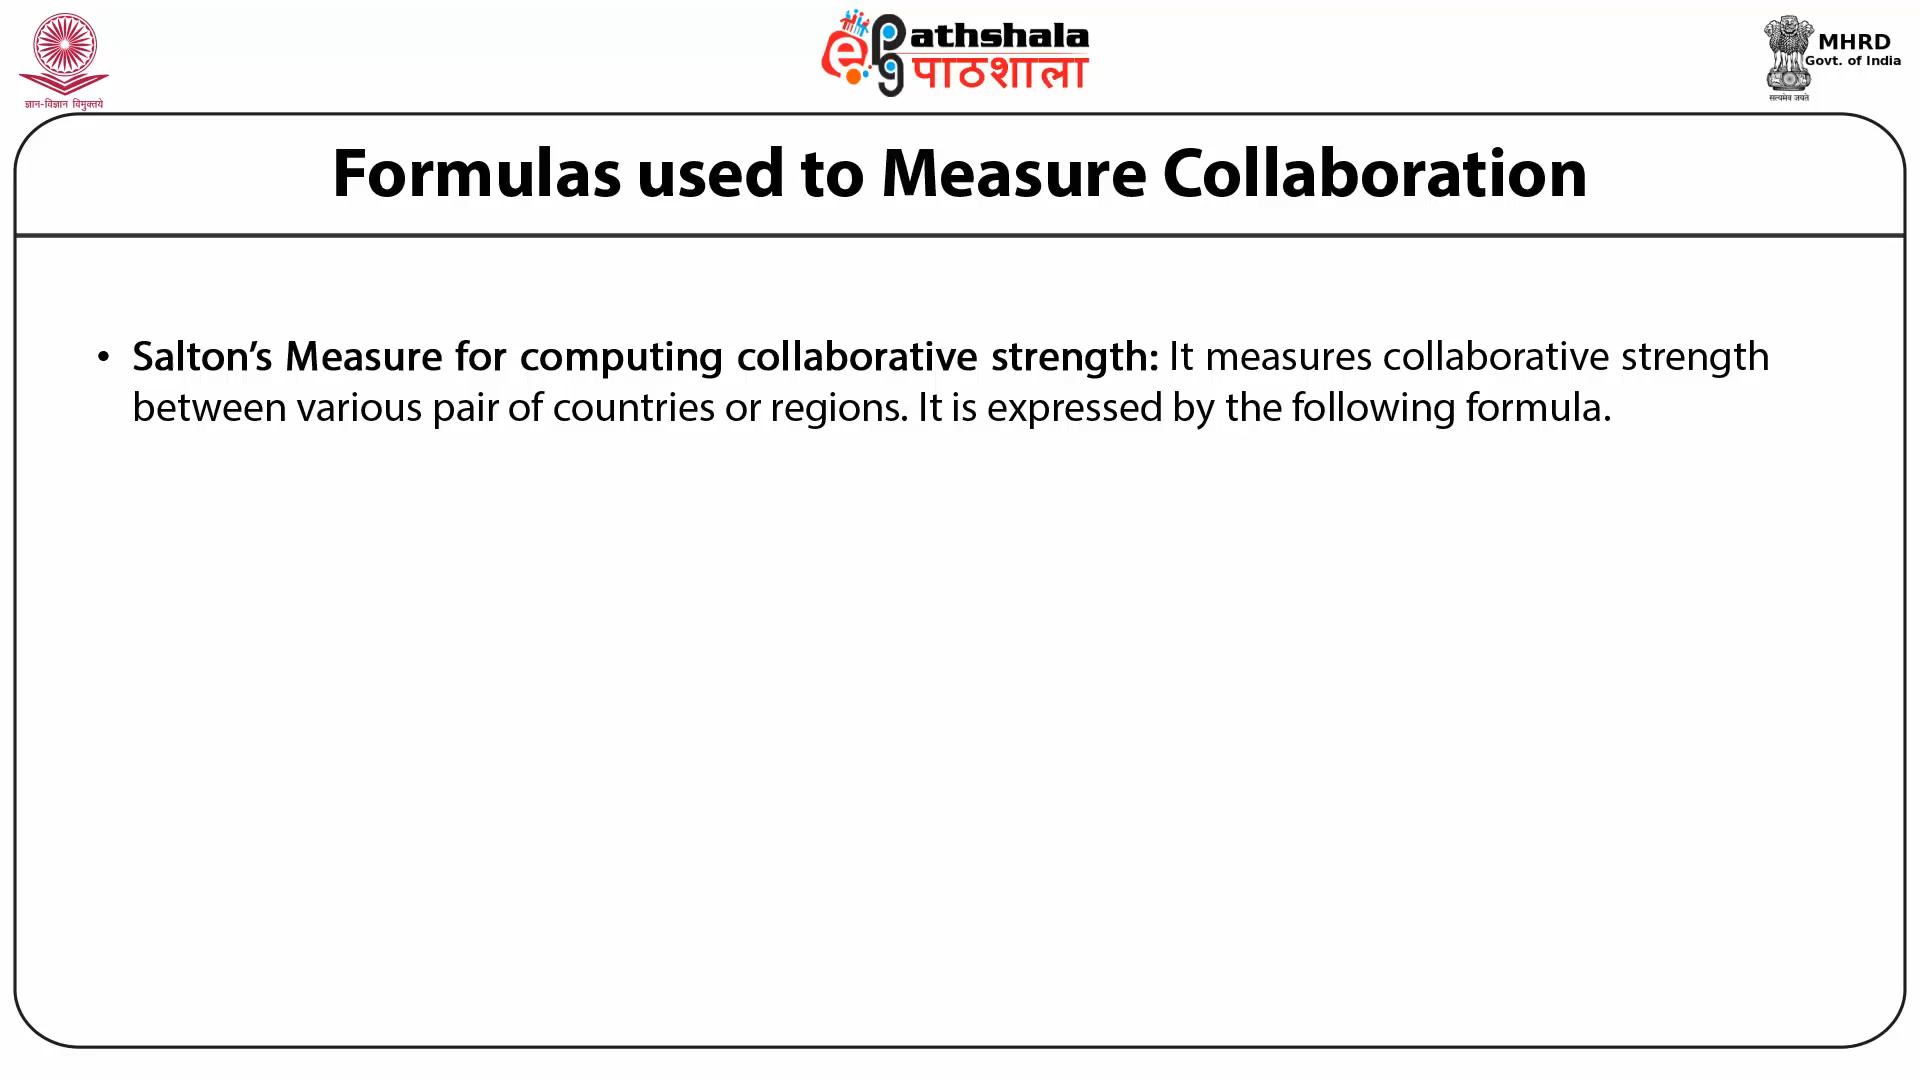 ज्ञान-विज्ञान विमुक्तये
ePg athshala
पाठशाला
MHRD
Govt. of India
सत्यमेव जयते
Formulas used to Measure Collaboration
• Salton’s Measure for computing collaborative strength: It measures collaborative strength
between various pair of countries or regions. It is expressed by the following formula.